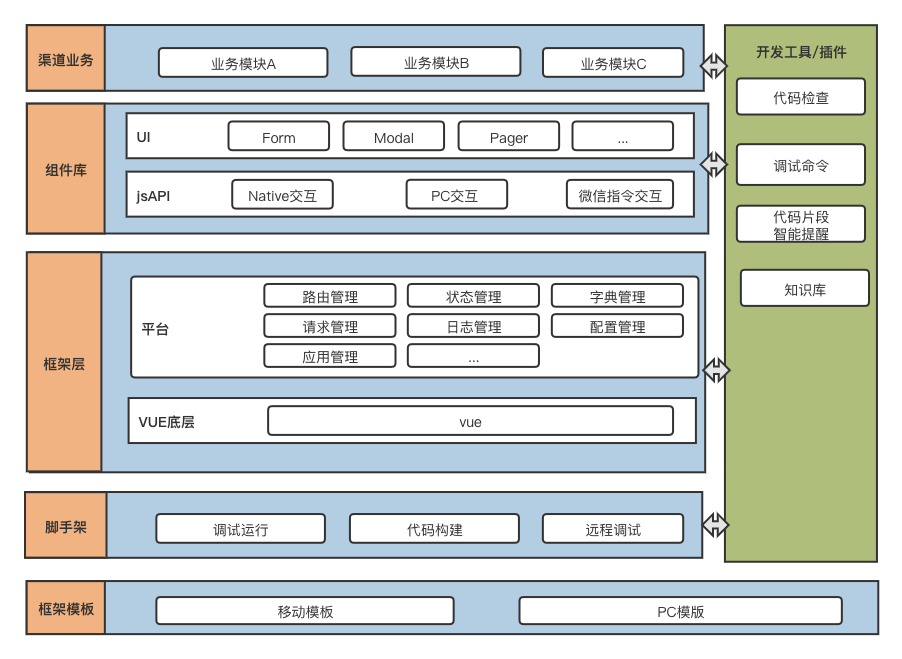 渠道业务
业务模块A
业务模块B
业务模块C
组件库
UI
Form
Modal
Pager
...
jsAPI
Native交互
PC交互
微信指令交互
框架层
平台
路由管理
状态管理
字典管理
请求管理
日志管理
配置管理
应用管理
...
VUE底层
vue
脚手架
调试运行
代码构建
远程调试
框架模板
移动模板
PC模版
开发工具/插件
代码检查
调试命令
代码片段
智能提醒
知识库